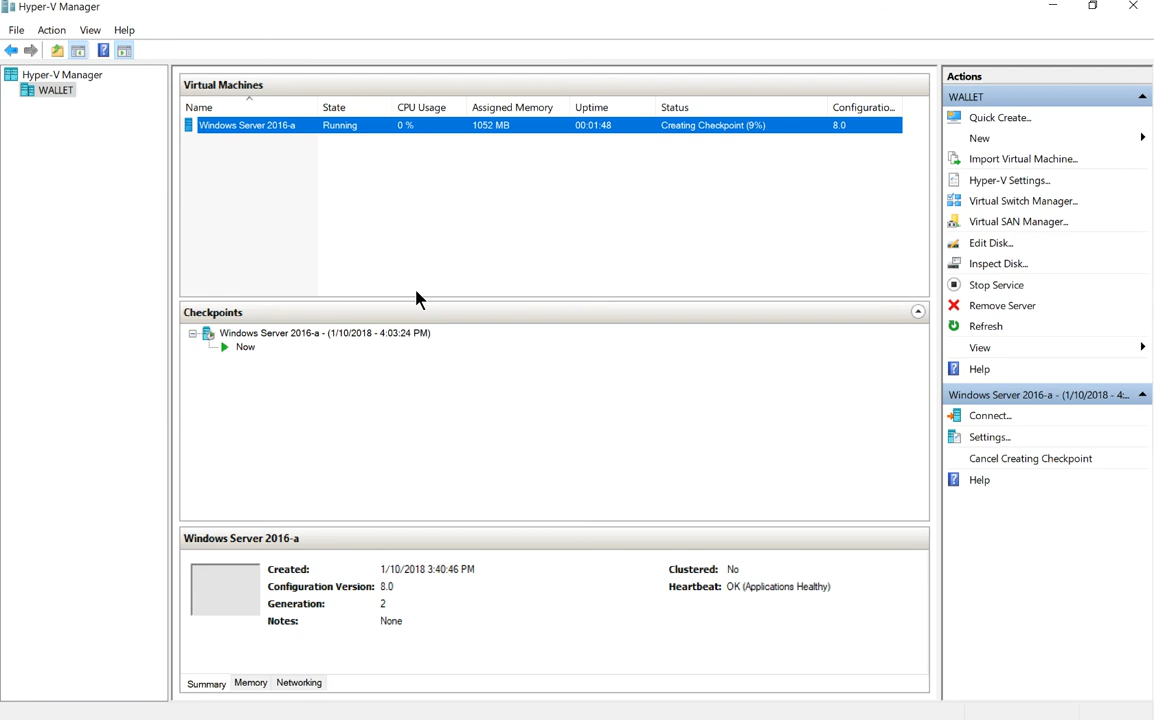 Hyper-V Manager
File Action View Help
Hyper-V Manager
WALLET
Virtual Machines
Name State CPU Usage Assigned Memory Uptime Status Configuratio...
Windows Server 2016-a Running 0 % 1052 MB 00:01:48 Creating Checkpoint (9%) 8.0
Checkpoints
Windows Server 2016-a - (1/10/2018 - 4:03:24 PM)
Now
Windows Server 2016-a
Created: 1/10/2018 3:40:46 PM Clustered: No
Configuration Version: 8.0 Heartbeat: OK (Applications Healthy)
Generation: 2
Notes: None
Summary Memory Networking
Actions
WALLET
Quick Create...
New
Import Virtual Machine...
Hyper-V Settings...
Virtual Switch Manager...
Virtual SAN Manager...
Edit Disk...
Inspect Disk...
Stop Service
Remove Server
Refresh
View
Help
Windows Server 2016-a - (1/10/2018 - 4:...
Connect...
Settings...
Cancel Creating Checkpoint
Help